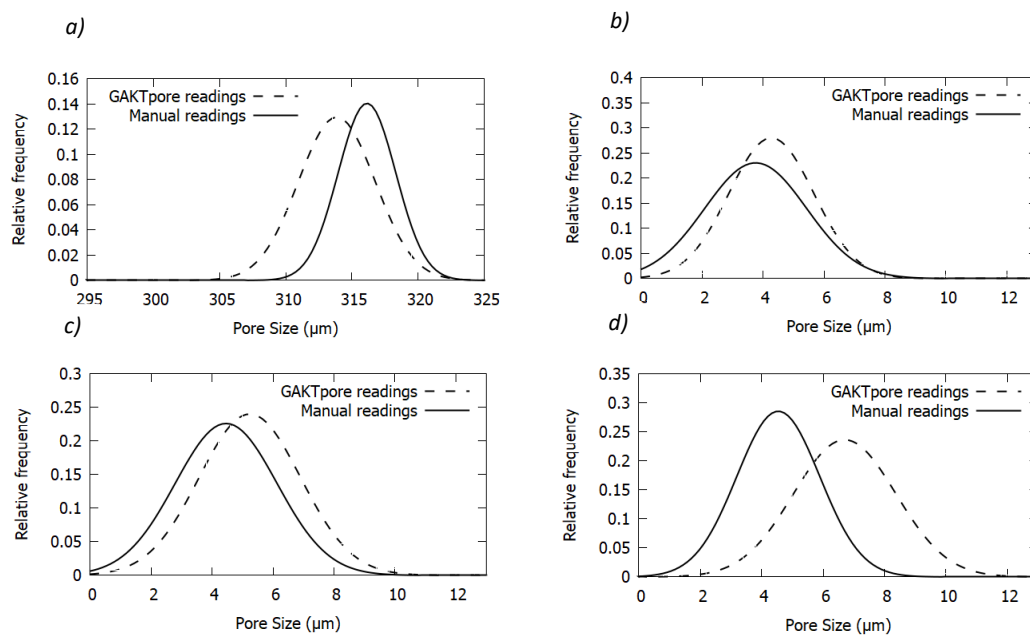 a)
0.16
0.14
0.12
0.1
0.08
0.06
0.04
0.02
0
Relative frequency
GAKTpore readings
Manual readings
295 300 305 310 315 320 325
Pore Size (µm)
b)
0.4
0.35
0.3
0.25
0.2
0.15
0.1
0.05
0
Relative frequency
GAKTpore readings
Manual readings
0 2 4 6 8 10 12
Pore Size (µm)
c)
0.3
0.25
0.2
0.15
0.1
0.05
0
Relative frequency
GAKTpore readings
Manual readings
0 2 4 6 8 10 12
Pore Size (µm)
d)
0.35
0.3
0.25
0.2
0.15
0.1
0.05
0
Relative frequency
GAKTpore readings
Manual readings
0 2 4 6 8 10 12
Pore Size (µm)